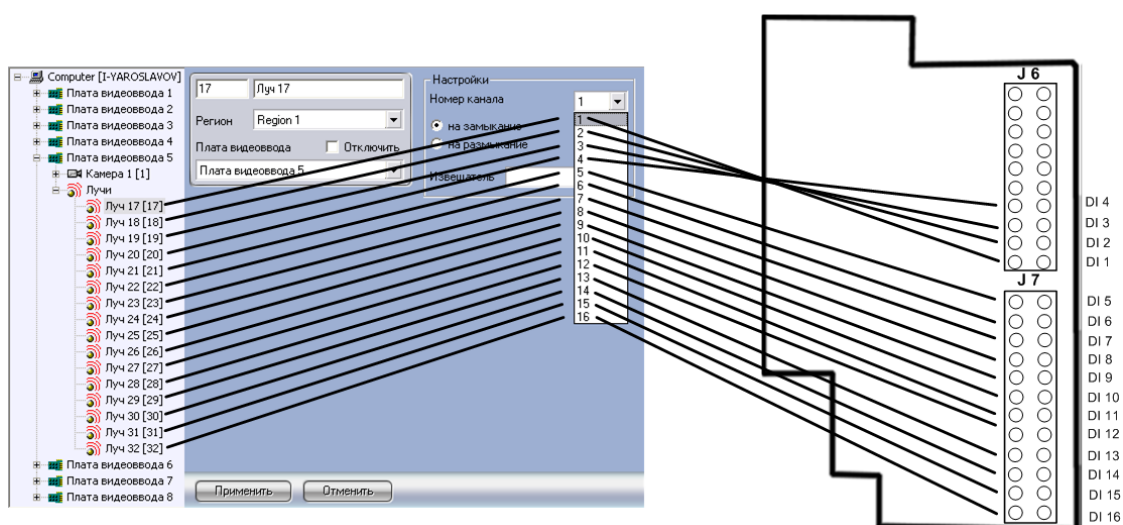 Computer [I-YAROSLAVOV]
Плата видеоввода 1
Плата видеоввода 2
Плата видеоввода 3
Плата видеоввода 4
Плата видеоввода 5
Камера 1 [1]
Лучи
Луч 17 [17]
Луч 18 [18]
Луч 19 [19]
Луч 20 [20]
Луч 21 [21]
Луч 22 [22]
Луч 23 [23]
Луч 24 [24]
Луч 25 [25]
Луч 26 [26]
Луч 27 [27]
Луч 28 [28]
Луч 29 [29]
Луч 30 [30]
Луч 31 [31]
Луч 32 [32]
Плата видеоввода 6
Плата видеоввода 7
Плата видеоввода 8
17 Луч 17
Регион Region 1
Плата видеоввода Отключить
Плата видеоввода 5
Настройки
Номер канала 1
на замыкание
на размыкание
Извещатель
1
2
3
4
5
6
7
8
9
10
11
12
13
14
15
16
Применить Отменить
J 6
DI 4
DI 3
DI 2
DI 1
J 7
DI 5
DI 6
DI 7
DI 8
DI 9
DI 10
DI 11
DI 12
DI 13
DI 14
DI 15
DI 16